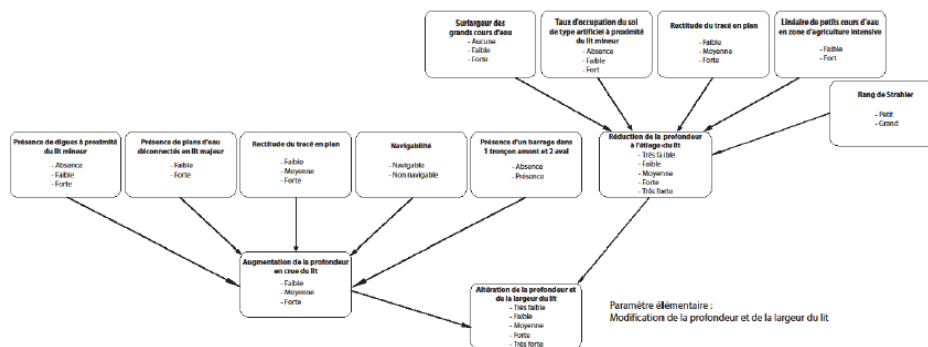 Surlargeur des
grands cours d'eau
- Aucune
- Faible
- Forte
Taux d'occupation du sol
de type artificiel à proximité
du lit mineur
- Absence
- Faible
- Fort
Rectitude du tracé en plan
- Faible
- Moyenne
- Forte
Linéaire de petits cours d'eau
en zone d'agriculture intensive
- Faible
- Fort
Rang de Strahler
- Petit
- Grand
Présence de digues à proximité
du lit mineur
- Absence
- Faible
- Forte
Présence de plans d'eau
déconnectés en lit majeur
- Faible
- Forte
Rectitude du tracé en plan
- Faible
- Moyenne
- Forte
Navigabilité
- Navigable
- Non navigable
Présence d'un barrage dans
1 tronçon amont et 2 aval
- Absence
- Présence
Réduction de la profondeur
à l'étiage du lit
- Très faible
- Faible
- Moyenne
- Forte
- Très forte
Augmentation de la profondeur
en crue du lit
- Faible
- Moyenne
- Forte
Altération de la profondeur et
de la largeur du lit
- Très faible
- Faible
- Moyenne
- Forte
- Très forte
Paramètre élémentaire :
Modification de la profondeur et de la largeur du lit